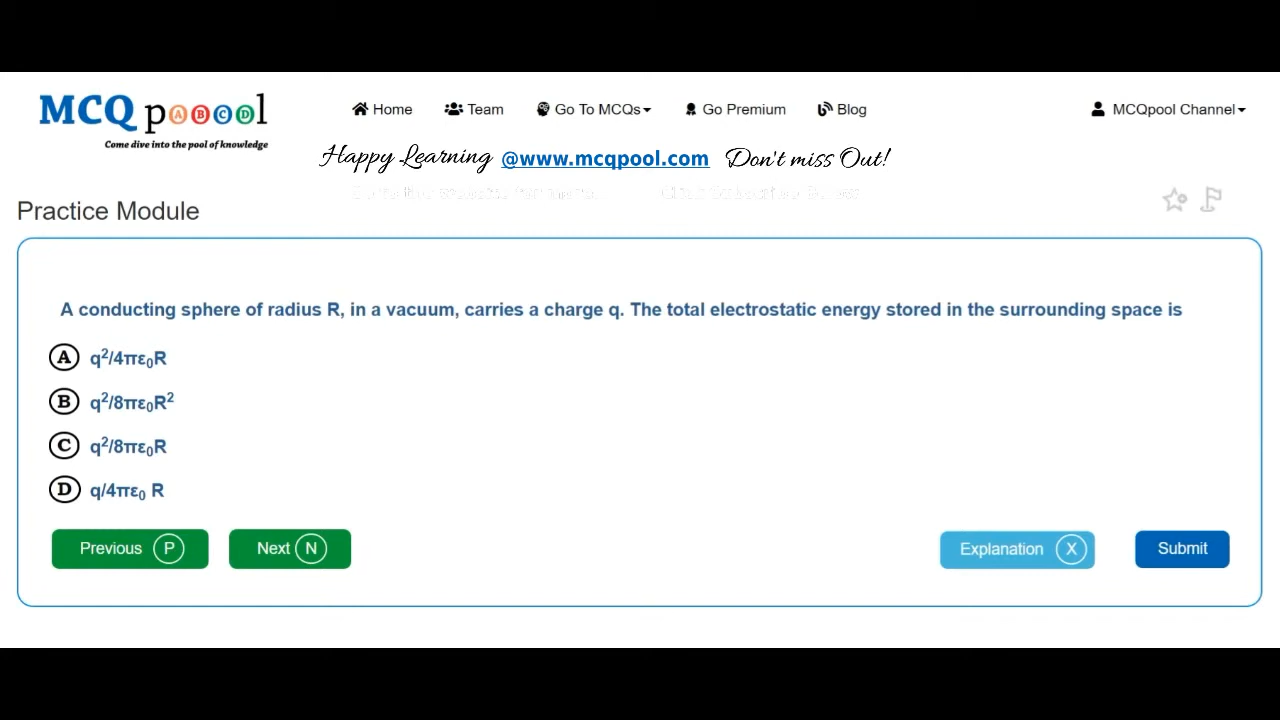 MCQ pABCDl
Come dive into the pool of knowledge
Home Team Go To MCQs Go Premium Blog MCQpool Channel
Happy Learning @www.mcqpool.com Don't miss Out!
Practice Module
A conducting sphere of radius R, in a vacuum, carries a charge q. The total electrostatic energy stored in the surrounding space is
A q²/4πε₀R
B q²/8πε₀R²
C q²/8πε₀R
D q/4πε₀ R
Previous P Next N Explanation X Submit